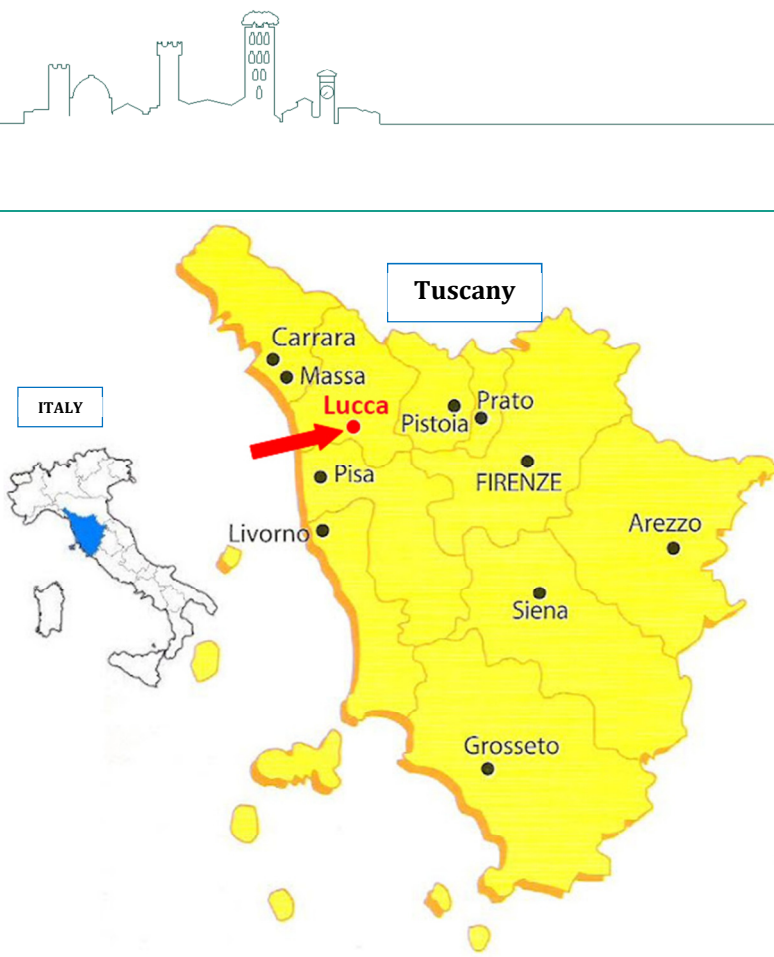 Tuscany
Carrara
Massa
ITALY
Lucca
Prato
Pistoia
Pisa
FIRENZE
Livorno
Arezzo
Siena
Grosseto